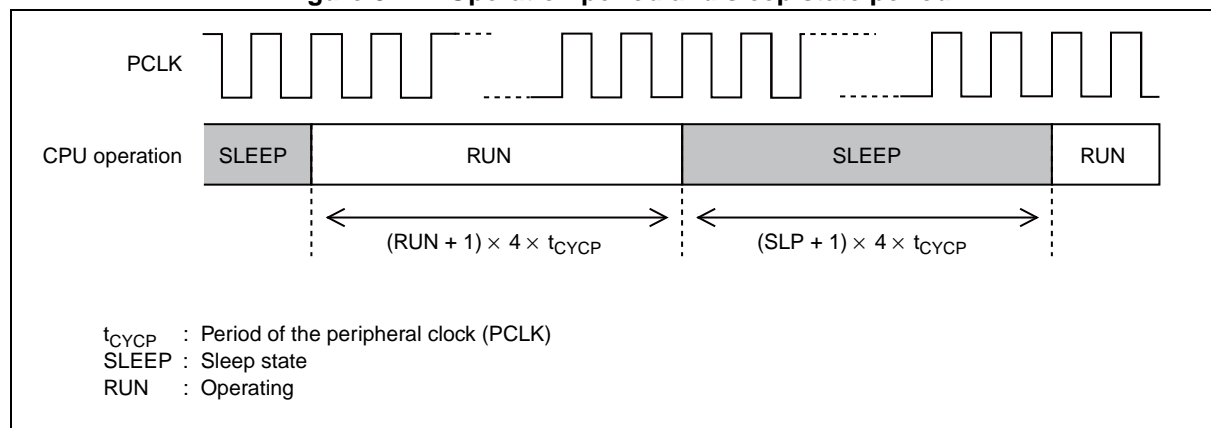 PCLK
CPU operation SLEEP RUN SLEEP RUN
(RUN + 1) × 4 × tCYCP (SLP + 1) × 4 × tCYCP
tCYCP : Period of the peripheral clock (PCLK)
SLEEP : Sleep state
RUN : Operating